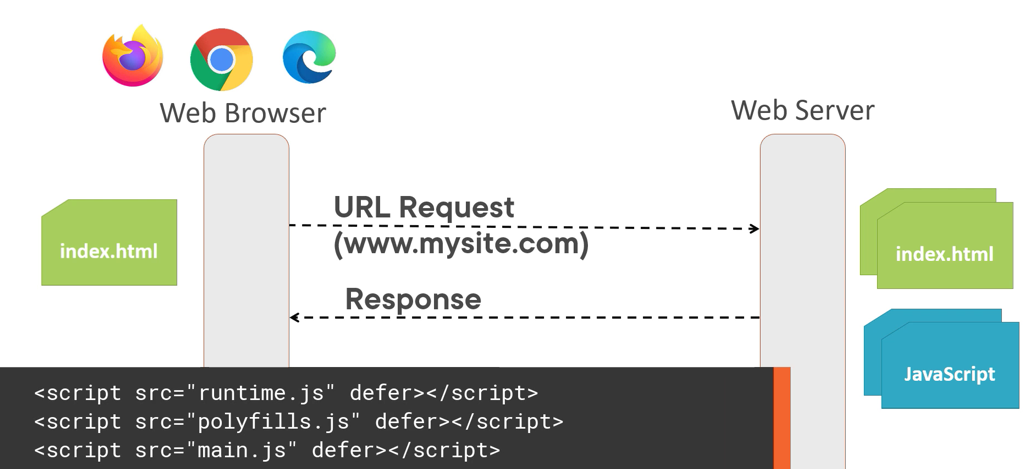 Web Browser
Web Server
URL Request
(www.mysite.com)
index.html
index.html
Response
JavaScript
<script src="runtime.js" defer></script>
<script src="polyfills.js" defer></script>
<script src="main.js" defer></script>